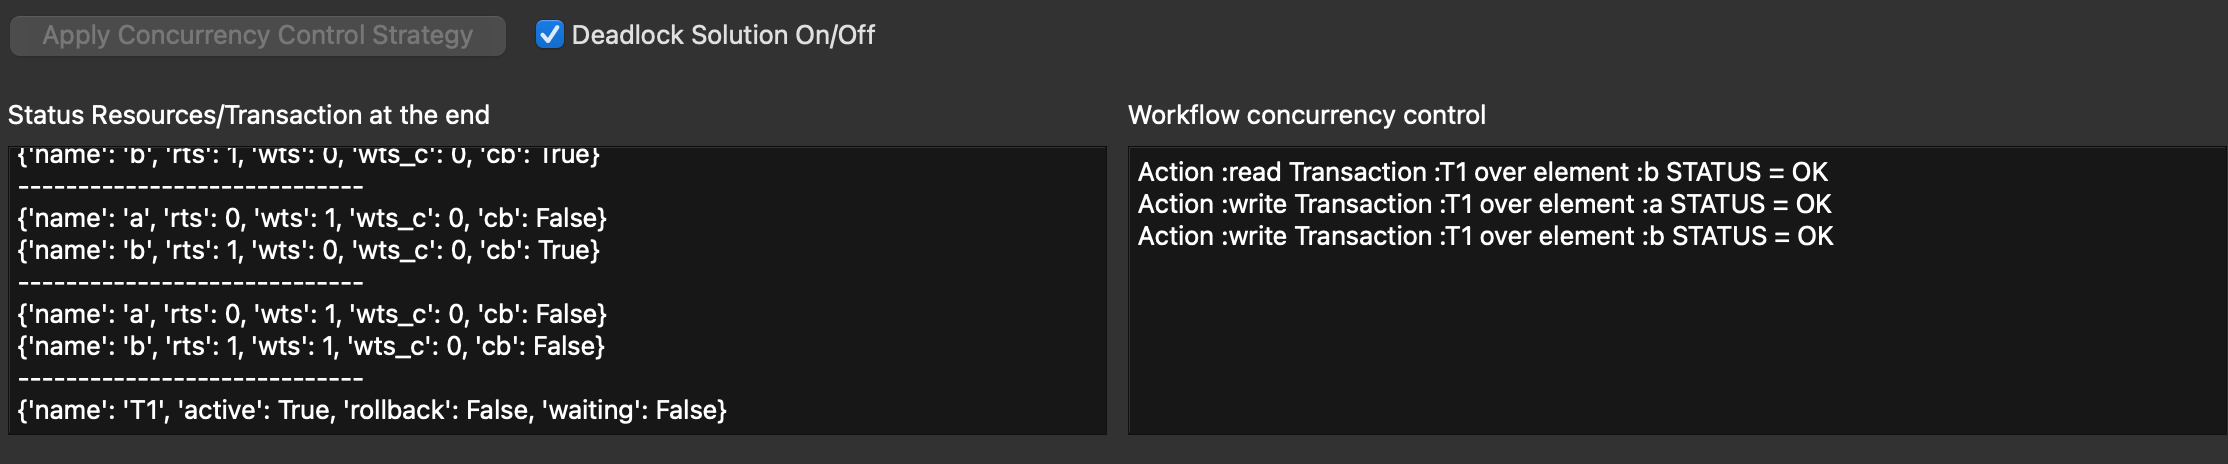 Apply Concurrency Control Strategy
Deadlock Solution On/Off
Status Resources/Transaction at the end
{'name': 'b', 'rts': 1, 'wts': 0, 'wts_c': 0, 'cb': True}
-----------------------------
{'name': 'a', 'rts': 0, 'wts': 1, 'wts_c': 0, 'cb': False}
{'name': 'b', 'rts': 1, 'wts': 0, 'wts_c': 0, 'cb': True}
-----------------------------
{'name': 'a', 'rts': 0, 'wts': 1, 'wts_c': 0, 'cb': False}
{'name': 'b', 'rts': 1, 'wts': 1, 'wts_c': 0, 'cb': False}
-----------------------------
{'name': 'T1', 'active': True, 'rollback': False, 'waiting': False}
Workflow concurrency control
Action :read Transaction :T1 over element :b STATUS = OK
Action :write Transaction :T1 over element :a STATUS = OK
Action :write Transaction :T1 over element :b STATUS = OK